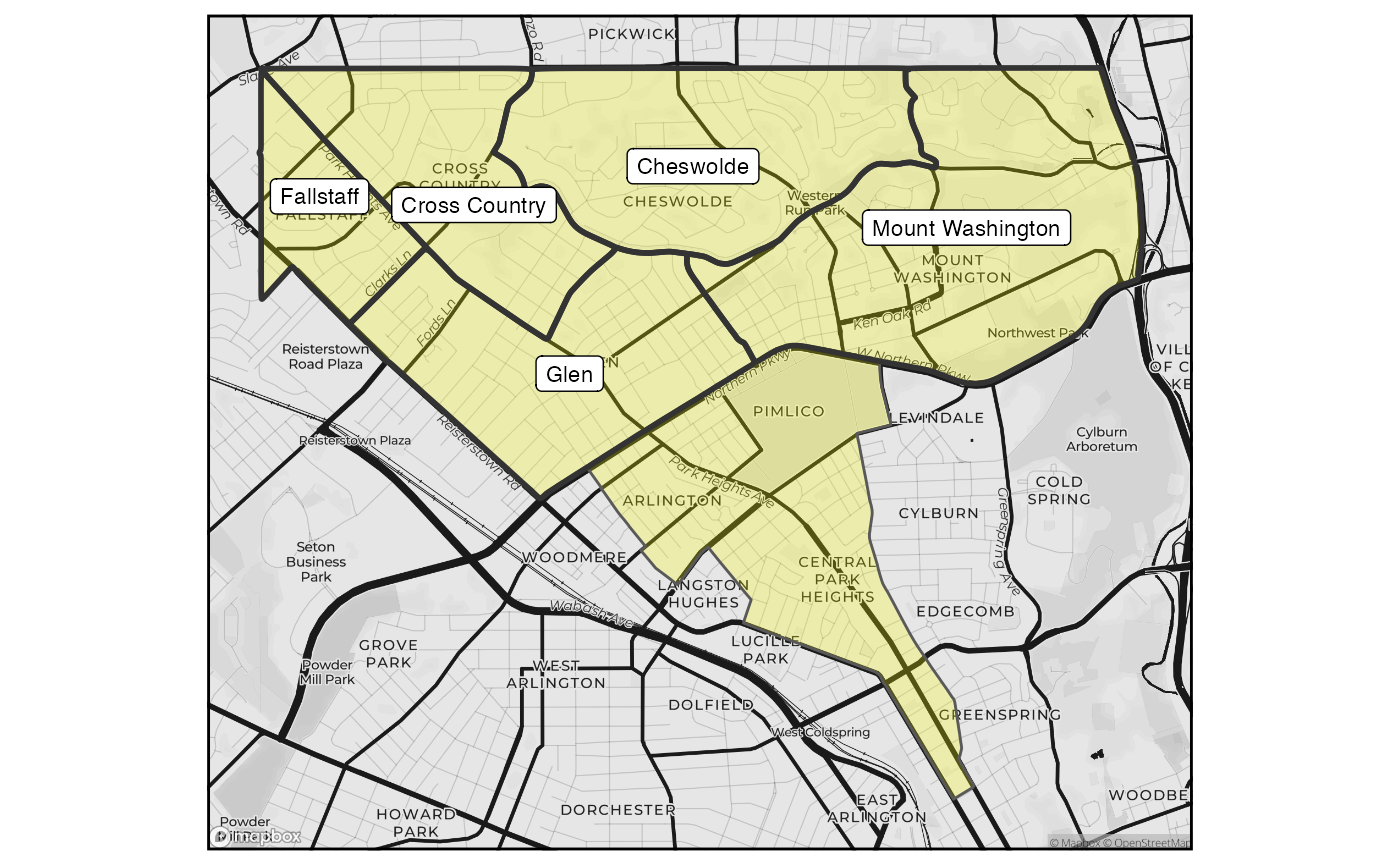 PICKWICK
Ave
nzo Rd
CROSS
COUNTRY
Cheswolde
CHESWOLDE
Fallstaff
FALLSTAFF
Cross Country
Western
Run Park
Mount Washington
MOUNT
WASHINGTON
Clarks Ln
Fords Ln
Ken Oak Rd
Northwest Park
Reisterstown
Road Plaza
Glen
Northern Pkwy
W Northern Pkwy
PIMLICO
LEVINDALE
Cylburn
Arboretum
Reisterstown Plaza
Reisterstown Rd
Park Heights Ave
ARLINGTON
COLD
SPRING
CYLBURN
Greenspring Ave
Seton
Business
Park
WOODMERE
CENTRAL
PARK
HEIGHTS
LANGSTON
HUGHES
Wabash Ave
EDGECOMB
LUCILLE
PARK
GROVE
PARK
Powder
Mill Park
WEST
ARLINGTON
DOLFIELD
GREENSPRING
West Coldspring
EAST
ARLINGTON
WOODBE
HOWARD
PARK
DORCHESTER
Powder
mapbox
© Mapbox © OpenStreetMap